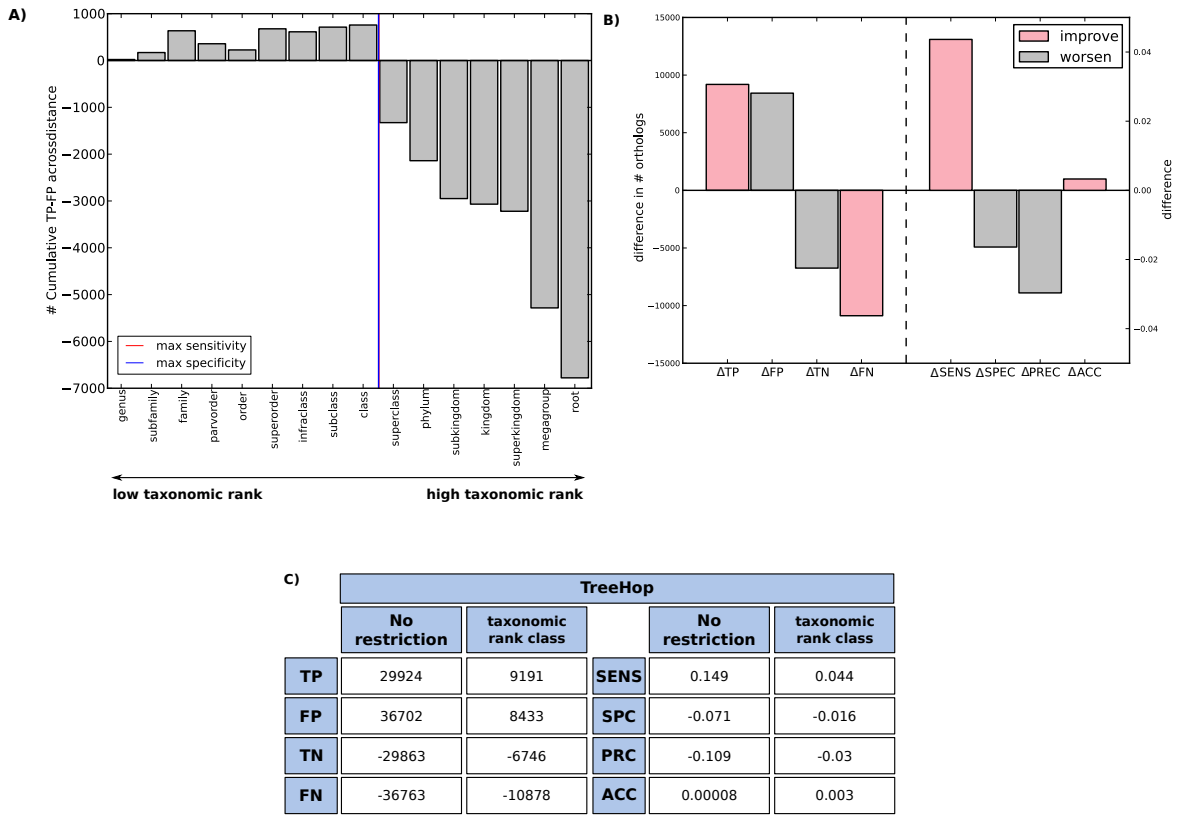 A)
# Cumulative TP-FP acrossdistance
1000
0
−1000
−2000
−3000
−4000
−5000
−6000
−7000
max sensitivity
max specificity
genus
subfamily
family
parvorder
order
superorder
infraclass
subclass
class
superclass
phylum
subkingdom
kingdom
superkingdom
megagroup
root
low taxonomic rank
high taxonomic rank
B)
difference in # orthologs
15000
10000
5000
0
−5000
−10000
−15000
improve
worsen
0.04
0.02
0.00
−0.02
−0.04
difference
ΔTP ΔFP ΔTN ΔFN ΔSENS ΔSPEC ΔPREC ΔACC
C)
TreeHop
No restriction taxonomic rank class No restriction taxonomic rank class
TP 29924 9191 SENS 0.149 0.044
FP 36702 8433 SPC -0.071 -0.016
TN -29863 -6746 PRC -0.109 -0.03
FN -36763 -10878 ACC 0.00008 0.003